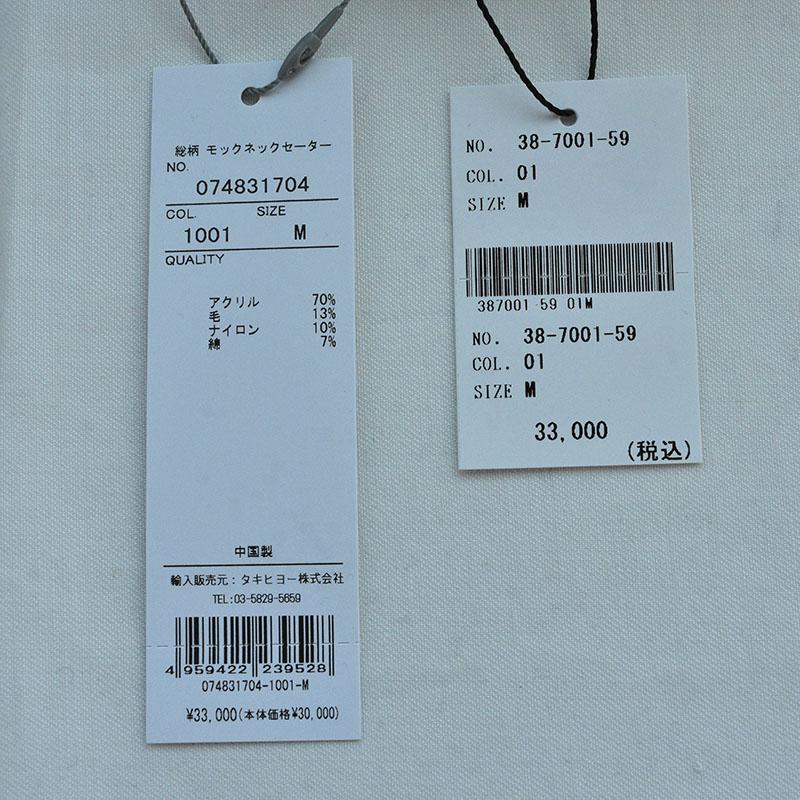 総柄 モックネックセーター
NO.
074831704
COL. SIZE
1001 M
QUALITY
アクリル 70%
毛 13%
ナイロン 10%
綿 7%
中国製
輸入販売元：タキヒヨー株式会社
TEL:03-5829-5659
4 959422 239528
074831704-1001-M
¥33,000(本体価格¥30,000)
NO. 38-7001-59
COL. 01
SIZE M
387001 59 01M
NO. 38-7001-59
COL. 01
SIZE M
33,000
(税込)